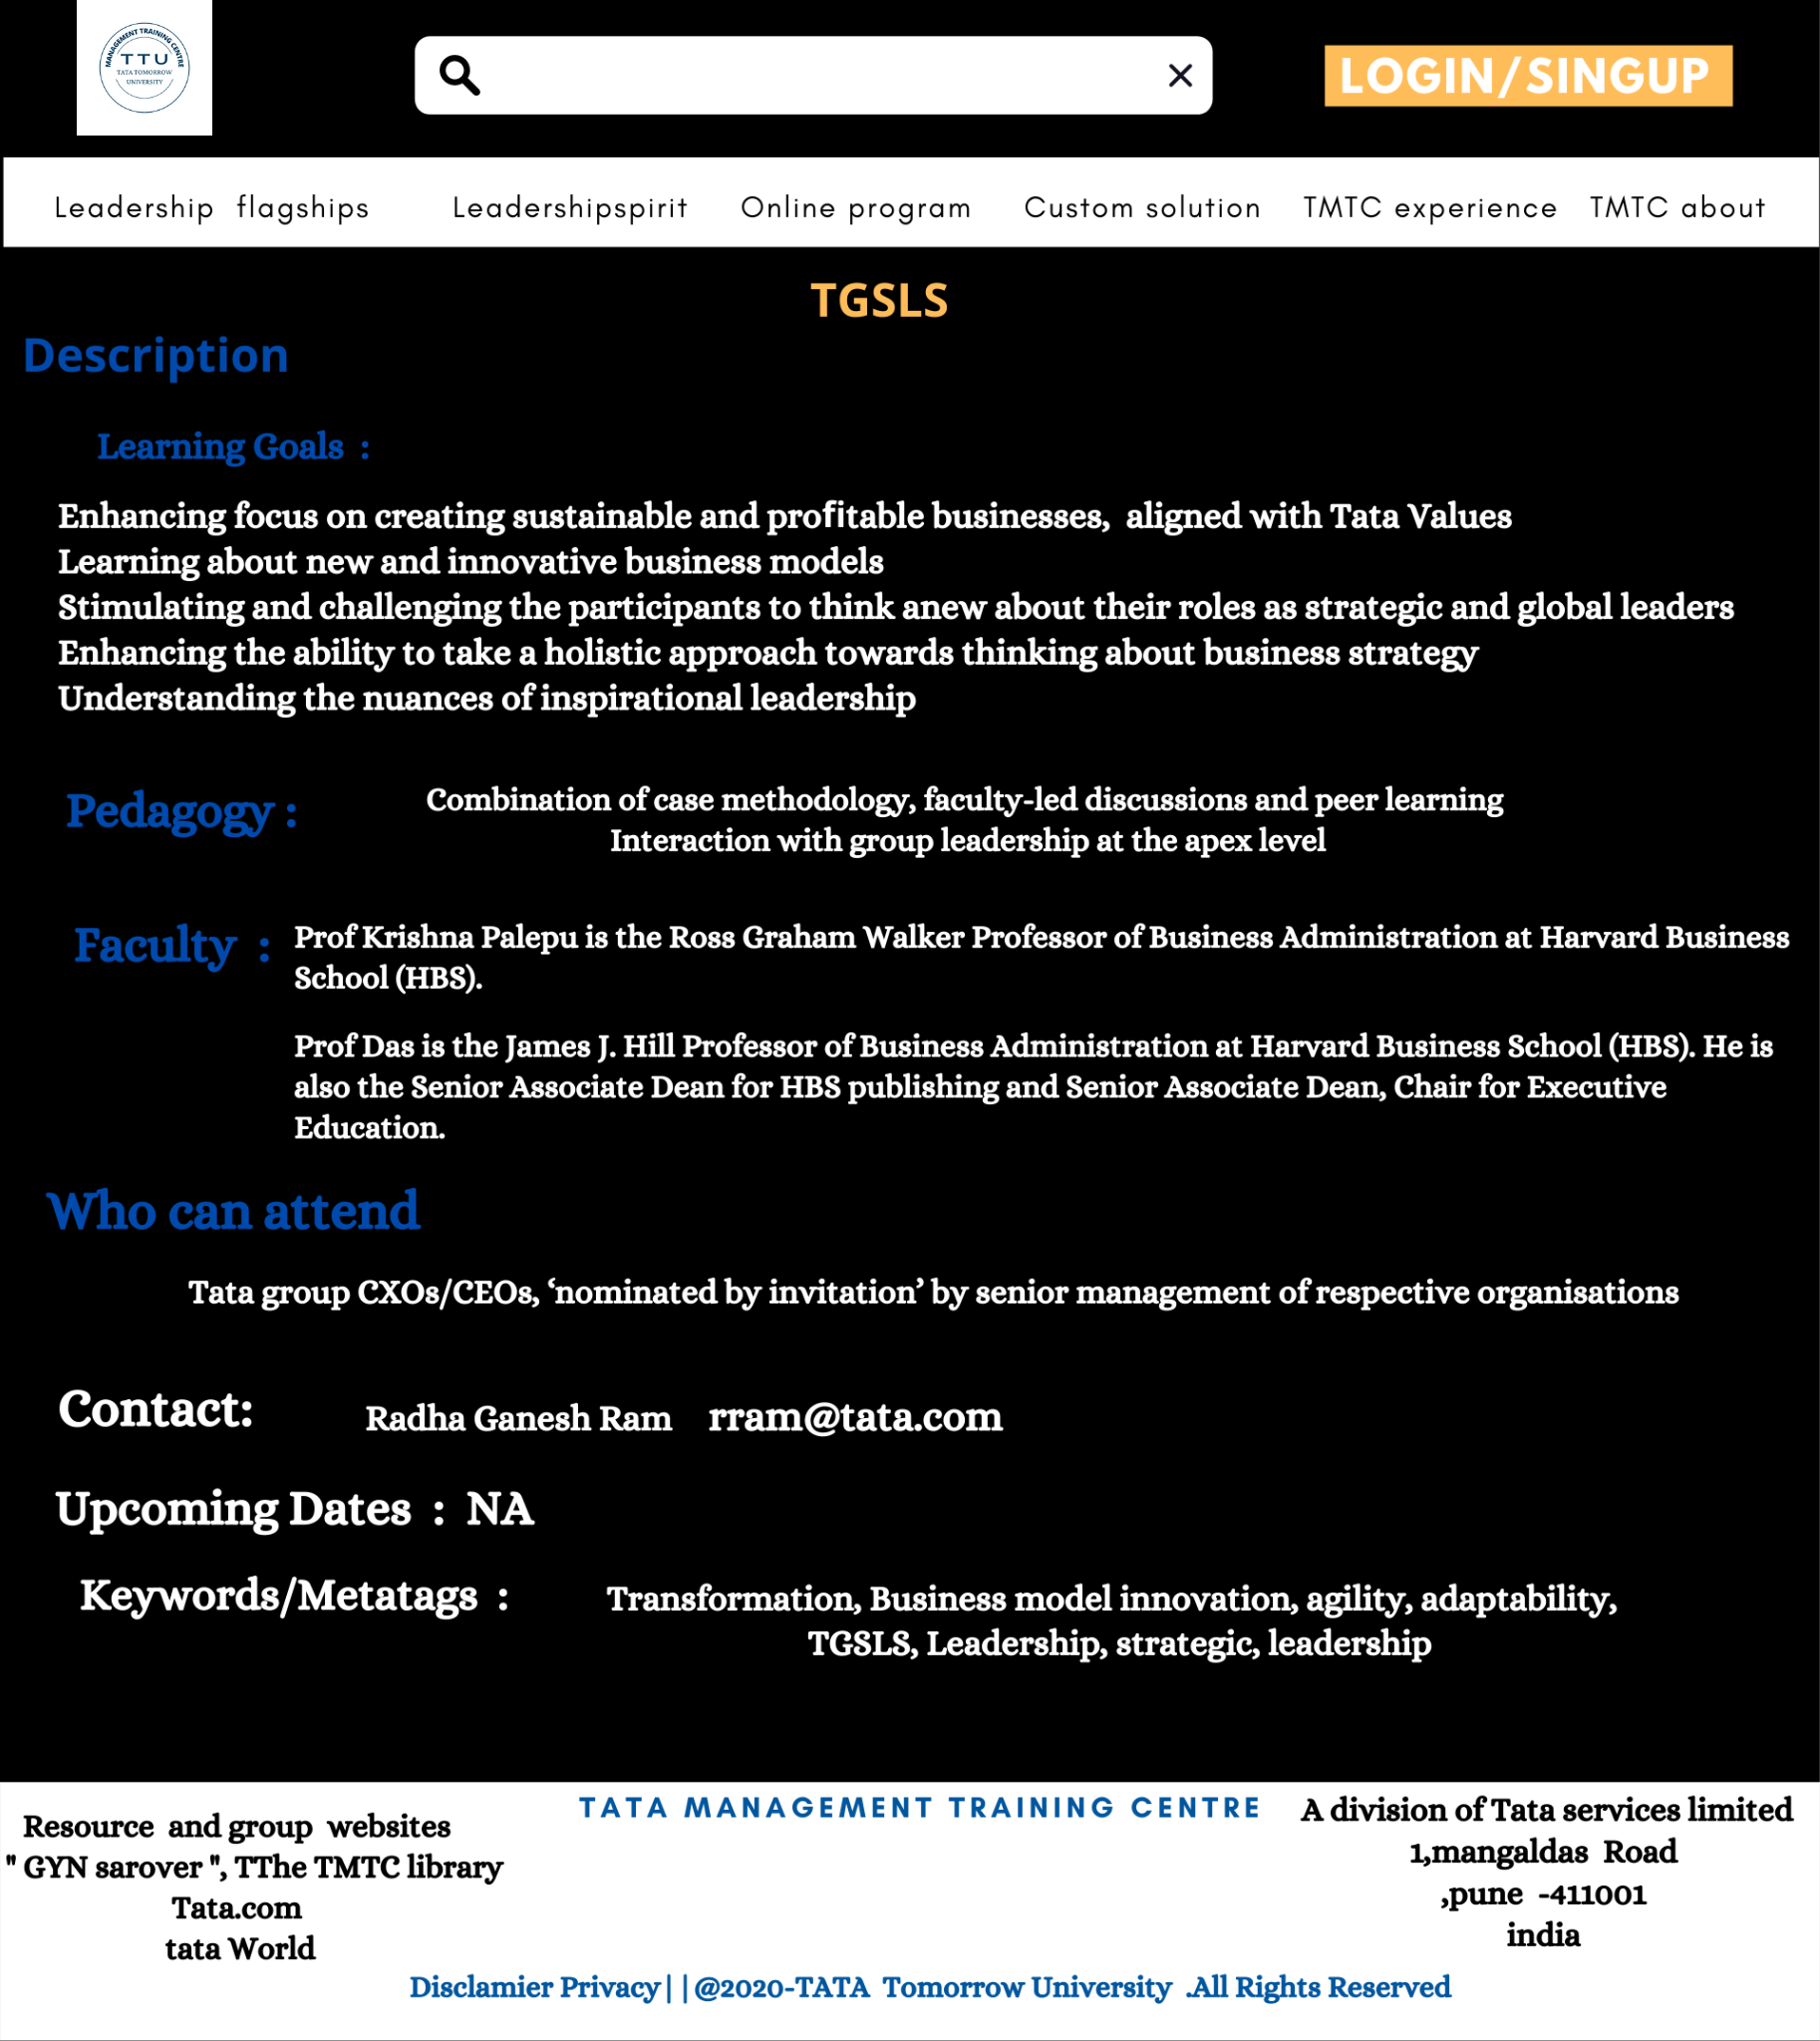 MANAGEMENT TRAINING CENTRE
TTU
TATA TOMORROW
UNIVERSITY
LOGIN/SINGUP
Leadership flagships Leadershipspirit Online program Custom solution TMTC experience TMTC about
TGSLS
Description
Learning Goals :
Enhancing focus on creating sustainable and profitable businesses, aligned with Tata Values
Learning about new and innovative business models
Stimulating and challenging the participants to think anew about their roles as strategic and global leaders
Enhancing the ability to take a holistic approach towards thinking about business strategy
Understanding the nuances of inspirational leadership
Pedagogy :
Combination of case methodology, faculty-led discussions and peer learning
Interaction with group leadership at the apex level
Faculty :
Prof Krishna Palepu is the Ross Graham Walker Professor of Business Administration at Harvard Business
School (HBS).
Prof Das is the James J. Hill Professor of Business Administration at Harvard Business School (HBS). He is
also the Senior Associate Dean for HBS publishing and Senior Associate Dean, Chair for Executive
Education.
Who can attend
Tata group CXOs/CEOs, ‘nominated by invitation’ by senior management of respective organisations
Contact: Radha Ganesh Ram rram@tata.com
Upcoming Dates : NA
Keywords/Metatags :
Transformation, Business model innovation, agility, adaptability,
TGSLS, Leadership, strategic, leadership
Resource and group websites
" GYN sarover ", TThe TMTC library
Tata.com
tata World
TATA MANAGEMENT TRAINING CENTRE
A division of Tata services limited
1,mangaldas Road
,pune -411001
india
Disclamier Privacy||@2020-TATA Tomorrow University .All Rights Reserved